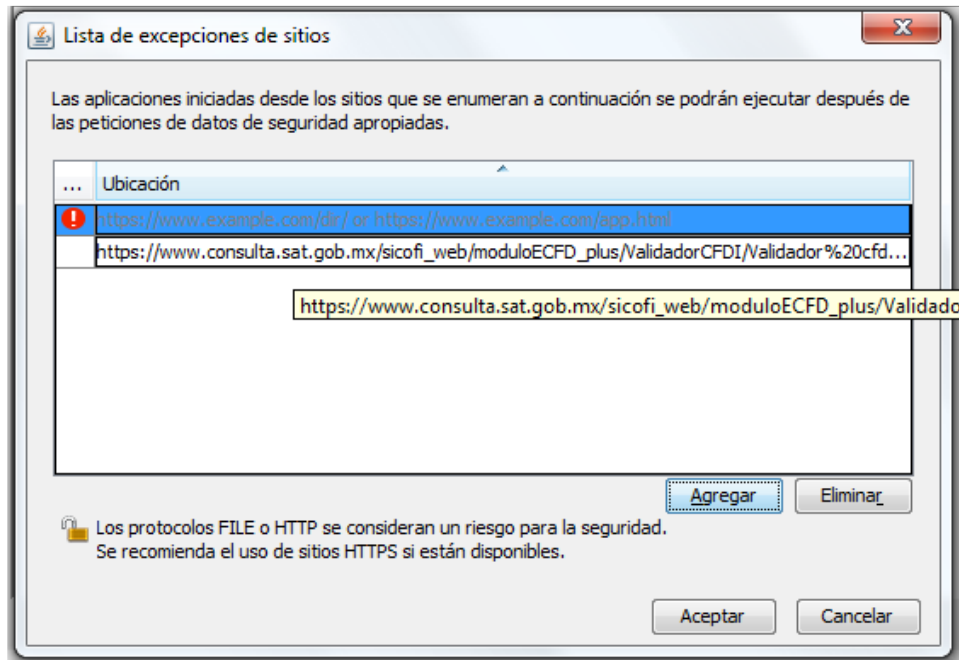 Lista de excepciones de sitios
Las aplicaciones iniciadas desde los sitios que se enumeran a continuación se podrán ejecutar después de
las peticiones de datos de seguridad apropiadas.
... Ubicación
https://www.example.com/dir/ or https://www.example.com/app.html
https://www.consulta.sat.gob.mx/sicofi_web/moduloECFD_plus/ValidadorCFDI/Validador%20cfd...
https://www.consulta.sat.gob.mx/sicofi_web/moduloECFD_plus/Validado
Agregar Eliminar
Los protocolos FILE o HTTP se consideran un riesgo para la seguridad.
Se recomienda el uso de sitios HTTPS si están disponibles.
Aceptar Cancelar